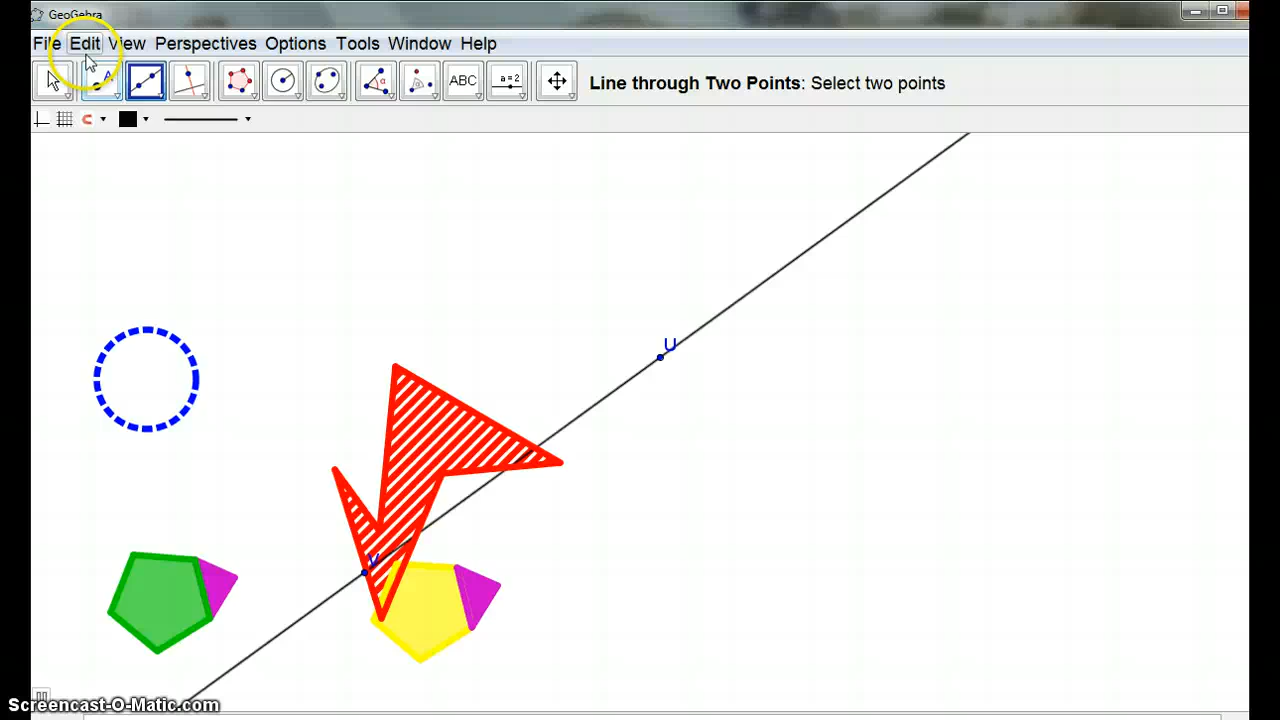 GeoGebra
File Edit View Perspectives Options Tools Window Help
A
α
α
ABC
a = 2
Line through Two Points: Select two points
U
V
Screencast-O-Matic.com